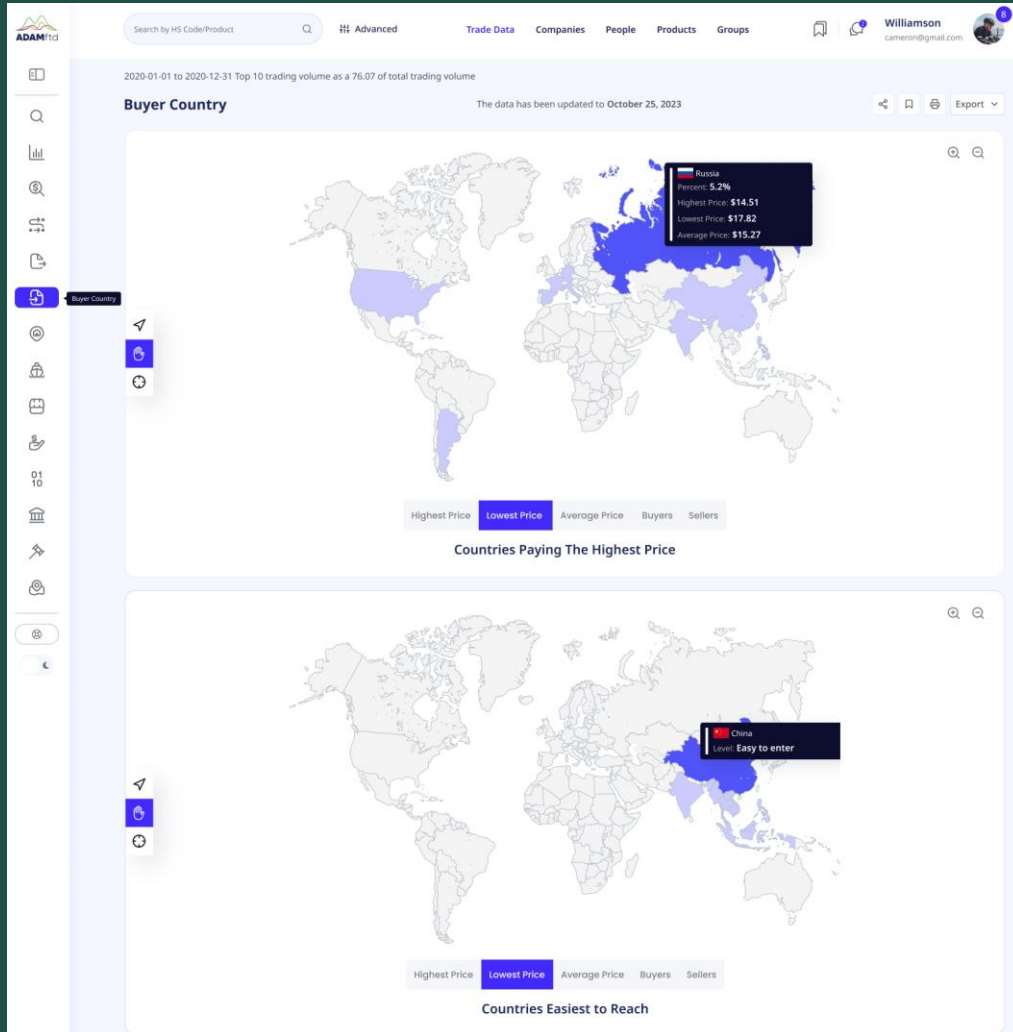 ADAMftd
Search by HS Code/Product
Advanced
Trade Data
Companies
People
Products
Groups
2
Williamson
cameron@gmail.com
8
2020-01-01 to 2020-12-31 Top 10 trading volume as a 76.07 of total trading volume
Buyer Country
The data has been updated to October 25, 2023
Export
Russia
Percent: 5.2%
Highest Price: $14.51
Lowest Price: $17.82
Average Price: $15.27
Buyer Country
01
10
Highest Price Lowest Price Average Price Buyers Sellers
Countries Paying The Highest Price
China
Level: Easy to enter
Highest Price Lowest Price Average Price Buyers Sellers
Countries Easiest to Reach